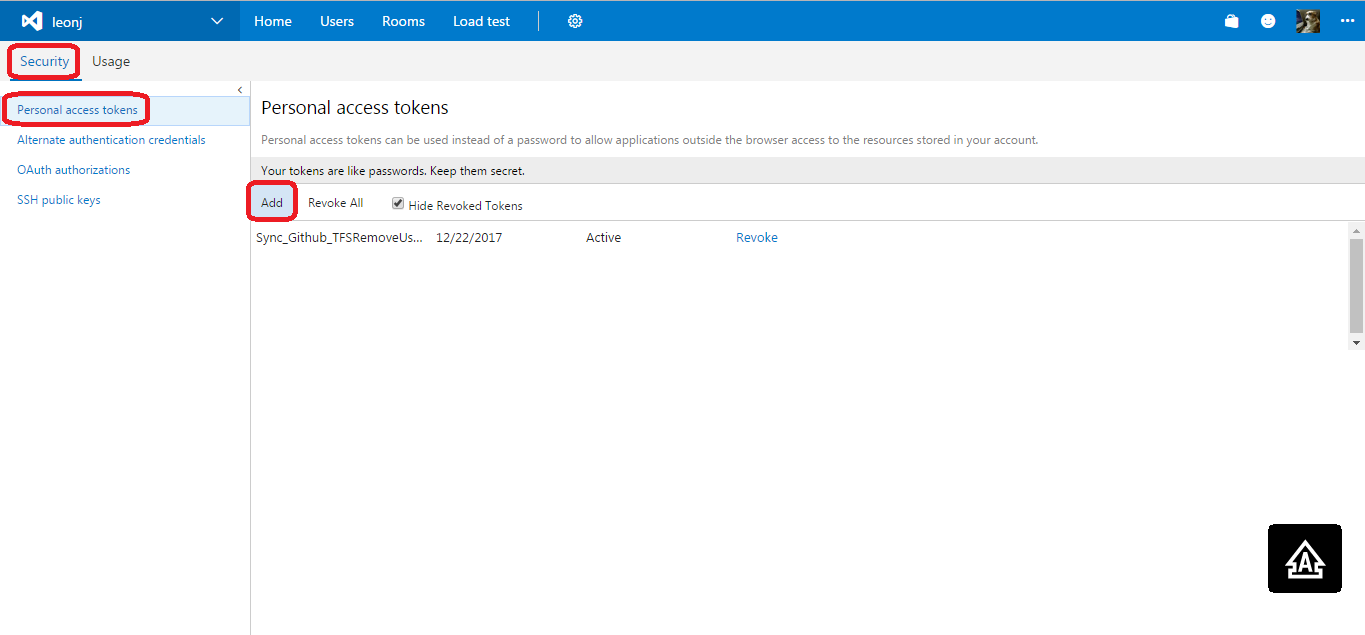 leonj Home Users Rooms Load test
Security Usage
Personal access tokens
Alternate authentication credentials
OAuth authorizations
SSH public keys
Personal access tokens
Personal access tokens can be used instead of a password to allow applications outside the browser access to the resources stored in your account.
Your tokens are like passwords. Keep them secret.
Add Revoke All Hide Revoked Tokens
Sync_Github_TFSRemoveUs... 12/22/2017 Active Revoke
A